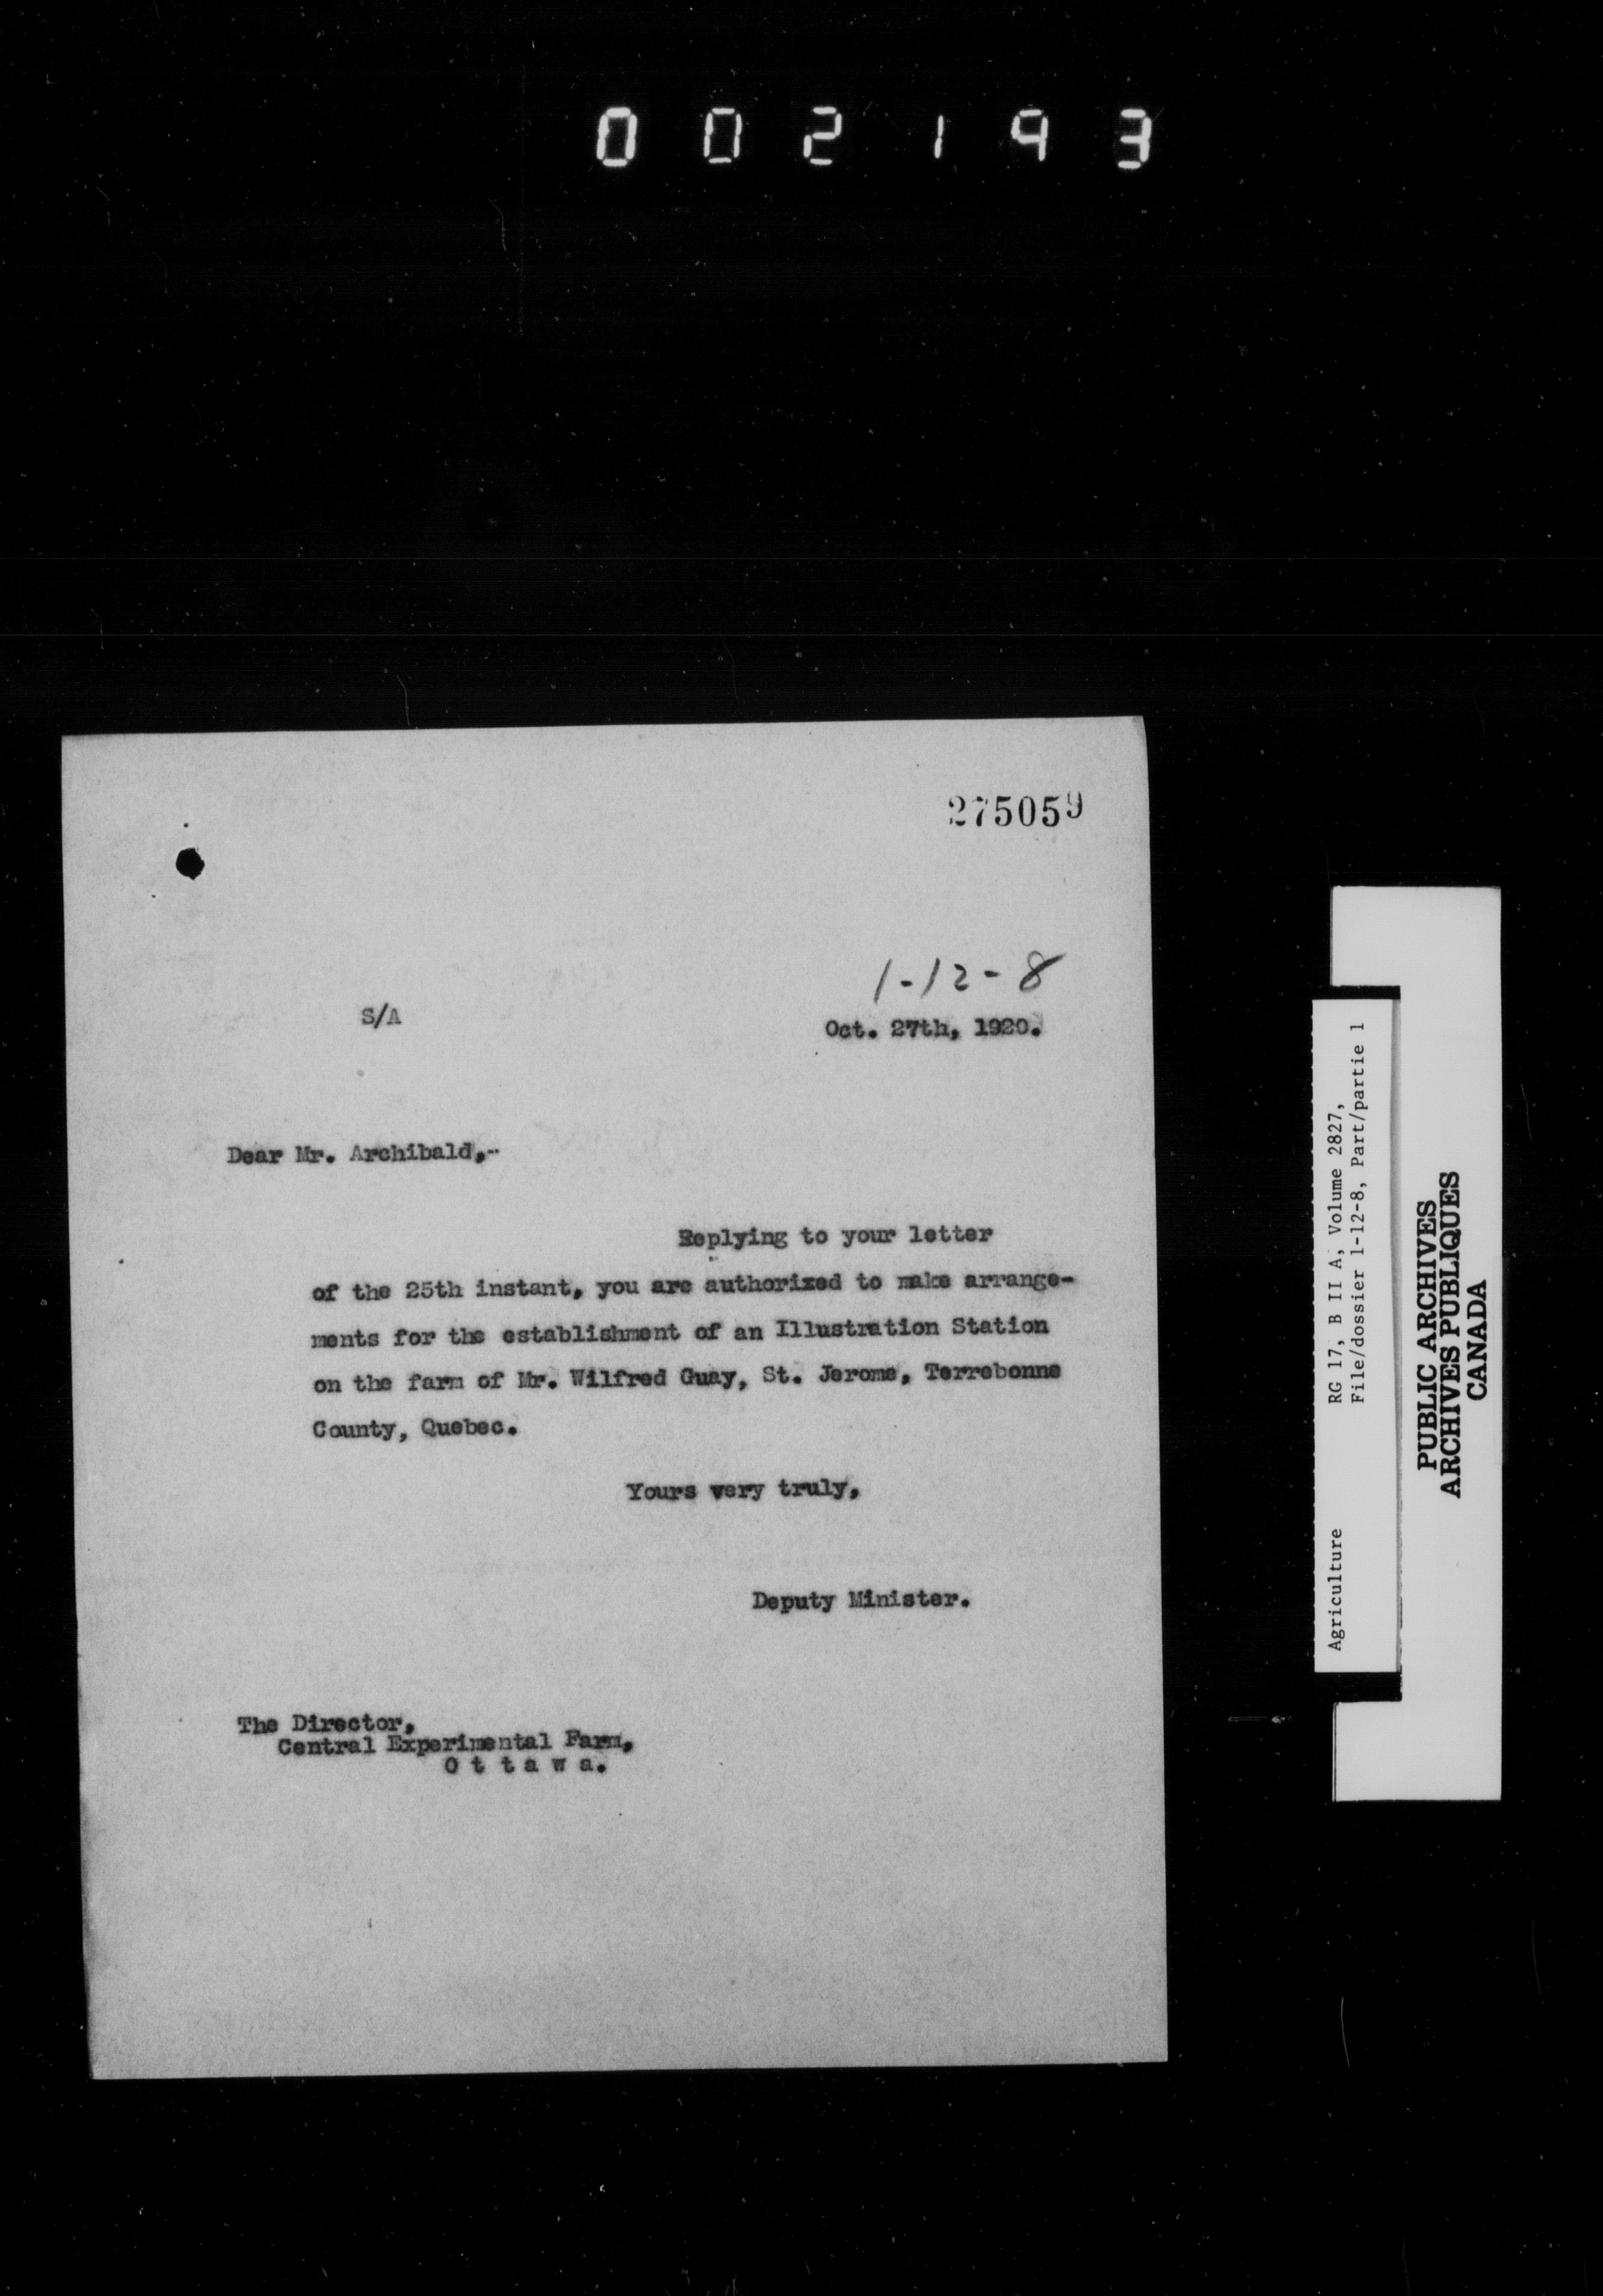 002193
275059
1-12-8
S/A
Oct. 27th, 1920.
Dear Mr. Archibald,-
Replying to your letter
of the 25th instant, you are authorized to make arrange-
ments for the establishment of an Illustration Station
on the farm of Mr. Wilfred Guay, St. Jerome, Terrebonne
County, Quebec.
Yours very truly,
Deputy Minister.
The Director,
Central Experimental Farm,
O t t a w a.
Agriculture RG 17, B II A, Volume 2827,
File/dossier 1-12-8, Part/partie 1
PUBLIC ARCHIVES
ARCHIVES PUBLIQUES
CANADA